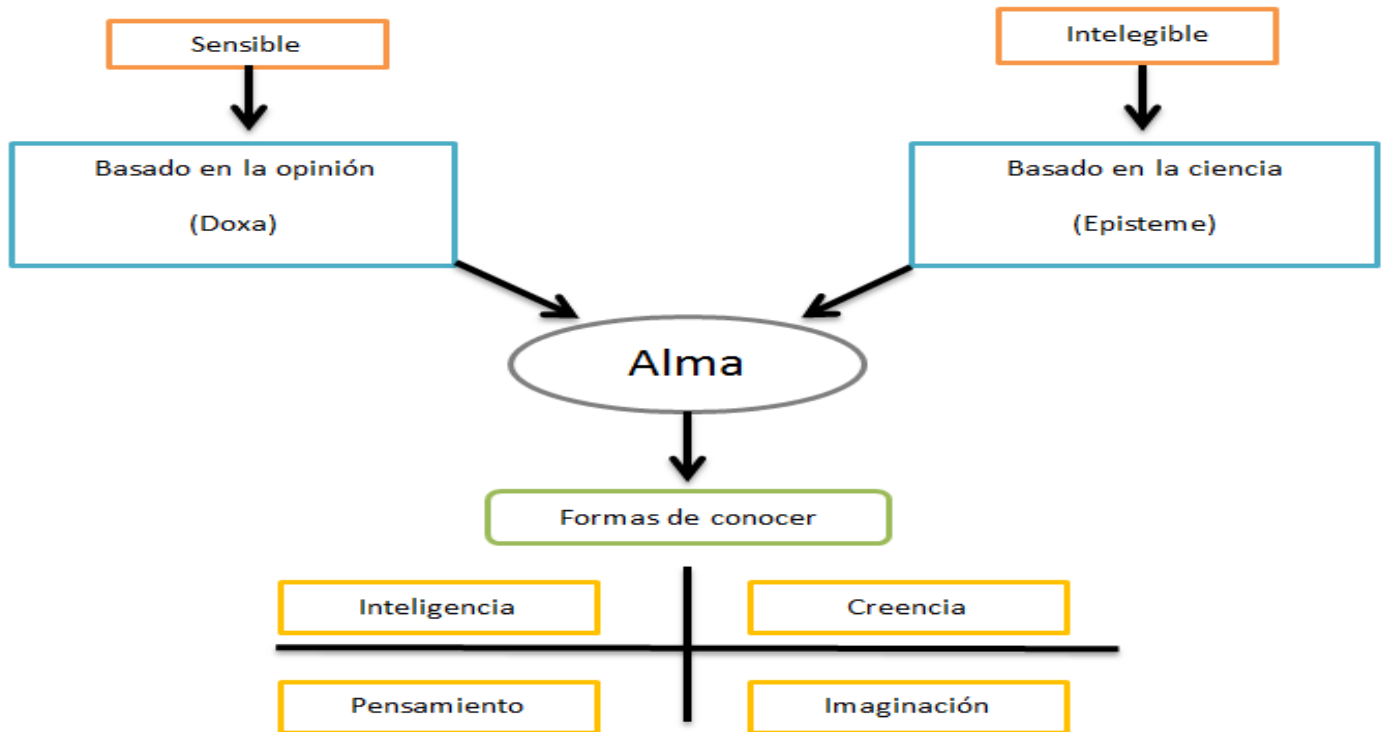 Sensible
Intelegible
Basado en la opinión
(Doxa)
Basado en la ciencia
(Episteme)
Alma
Formas de conocer
Inteligencia
Creencia
Pensamiento
Imaginación